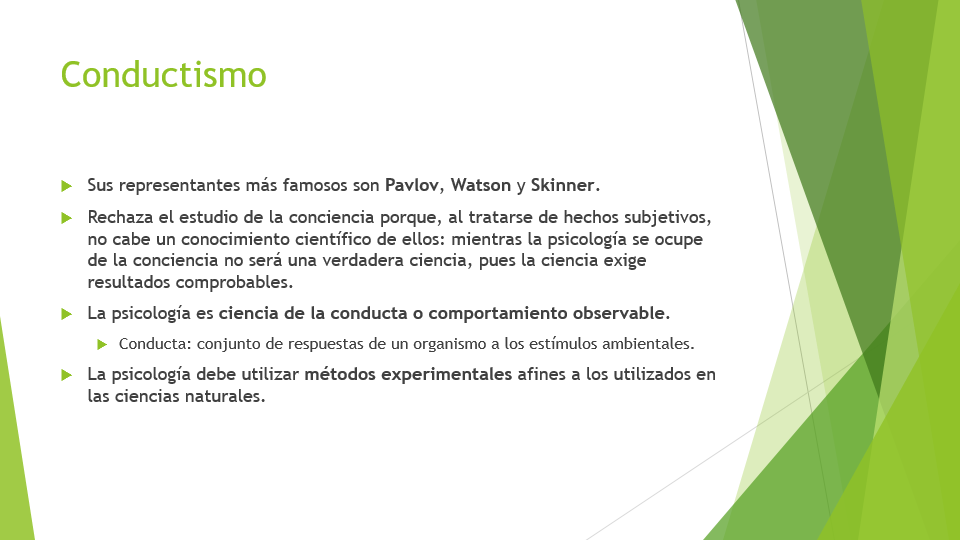 Conductismo
Sus representantes más famosos son Pavlov, Watson y Skinner.
Rechaza el estudio de la conciencia porque, al tratarse de hechos subjetivos,
no cabe un conocimiento científico de ellos: mientras la psicología se ocupe
de la conciencia no será una verdadera ciencia, pues la ciencia exige
resultados comprobables.
La psicología es ciencia de la conducta o comportamiento observable.
Conducta: conjunto de respuestas de un organismo a los estímulos ambientales.
La psicología debe utilizar métodos experimentales afines a los utilizados en
las ciencias naturales.